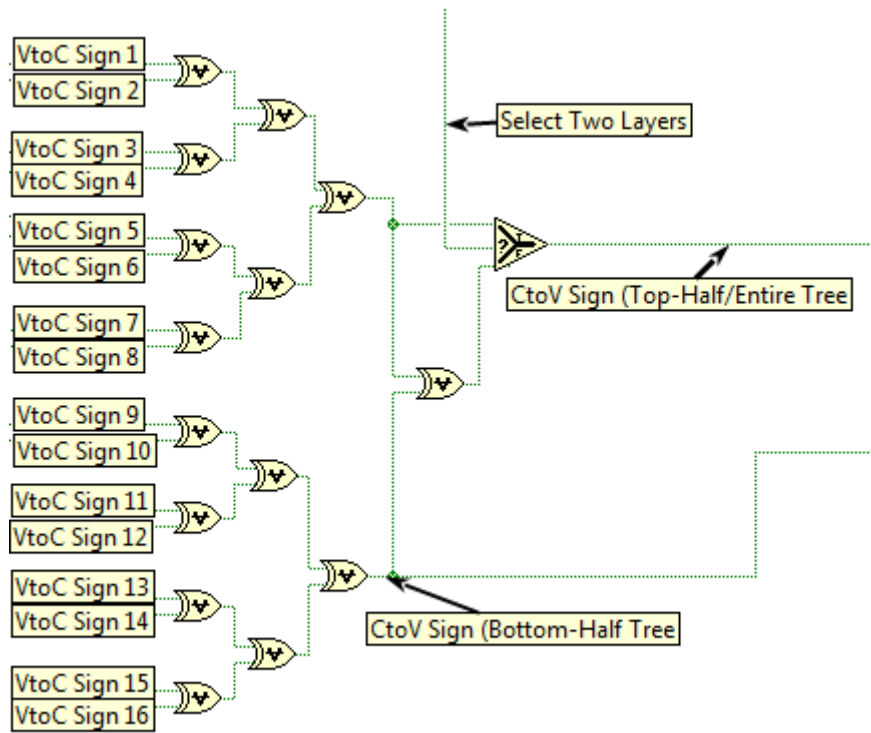 VtoC Sign 1
VtoC Sign 2
VtoC Sign 3
VtoC Sign 4
VtoC Sign 5
VtoC Sign 6
VtoC Sign 7
VtoC Sign 8
VtoC Sign 9
VtoC Sign 10
VtoC Sign 11
VtoC Sign 12
VtoC Sign 13
VtoC Sign 14
VtoC Sign 15
VtoC Sign 16
Select Two Layers
?
CtoV Sign (Top-Half/Entire Tree
CtoV Sign (Bottom-Half Tree